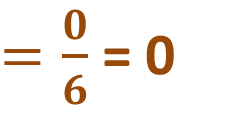 = 0/6 = 0